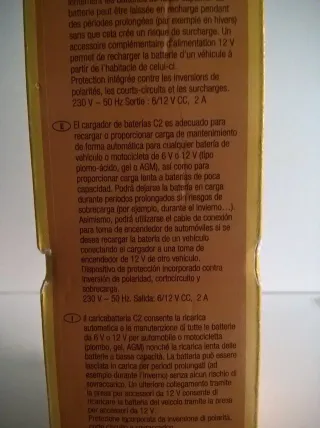 batterie peut être laissée en recharge pendant
des périodes prolongées (par exemple en hivers)
sans que cela crée un risque de surcharge. Un
accessoire complémentaire d'alimentation 12 V
permet de recharger la batterie d'un véhicule à
partir de l'habitacle de celui-ci.
Protection intégrée contre les inversions de
polarités, les courts-circuits et les surcharges.
230 V ~ 50 Hz Sortie : 6/12 V CC, 2 A
E El cargador de baterías C2 es adecuado para
recargar o proporcionar carga de mantenimiento
de forma automática para cualquier batería de
vehículo o motocicleta de 6 V o 12 V (tipo
plomo-ácido, gel o AGM), así como para
proporcionar carga lenta a baterías de poca
capacidad. Podrá dejarse la batería en carga
durante periodos prolongados sin riesgos de
sobrecarga (por ejemplo, durante el invierno…).
Asimismo, podrá utilizarse el cable de conexión
para toma de encendedor de automóviles si se
desea recargar la batería de un vehículo
conectando el cargador a una toma de
encendedor de 12 V de otro vehículo.
Dispositivo de protección incorporado contra
inversión de polaridad, cortocircuito y
sobrecarga.
230 V ~ 50 Hz. Salida: 6/12 V CC, 2 A
I Il caricabatteria C2 consente la ricarica
automatica e la manutenzione di tutte le batterie
da 6 V o 12 V per automobile o motocicletta
(piombo, gel, AGM) nonché la ricarica lenta delle
batterie a bassa capacità. La batteria può essere
lasciata in carica per periodi prolungati (ad
esempio durante l'inverno) senza alcun rischio di
sovraccarico. Un ulteriore collegamento tramite
la presa per accessori da 12 V consente di
ricaricare la batteria del veicolo tramite la presa
per accessori da 12 V.
Protezione incorporata da inversione di polarità,